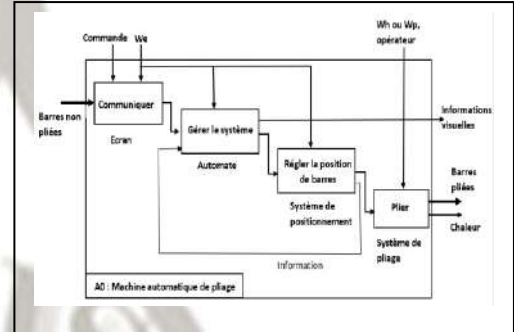 Commande We
Wh ou Wp,
opérateur
Barres non
pliées
Communiquer
Ecran
Gérer le système
Automate
Informations
visuelles
Régler la position
de barres
Système de
positionnement
Barres
pliées
Plier
Chaleur
Système de
pliage
Information
A0 : Machine automatique de pliage